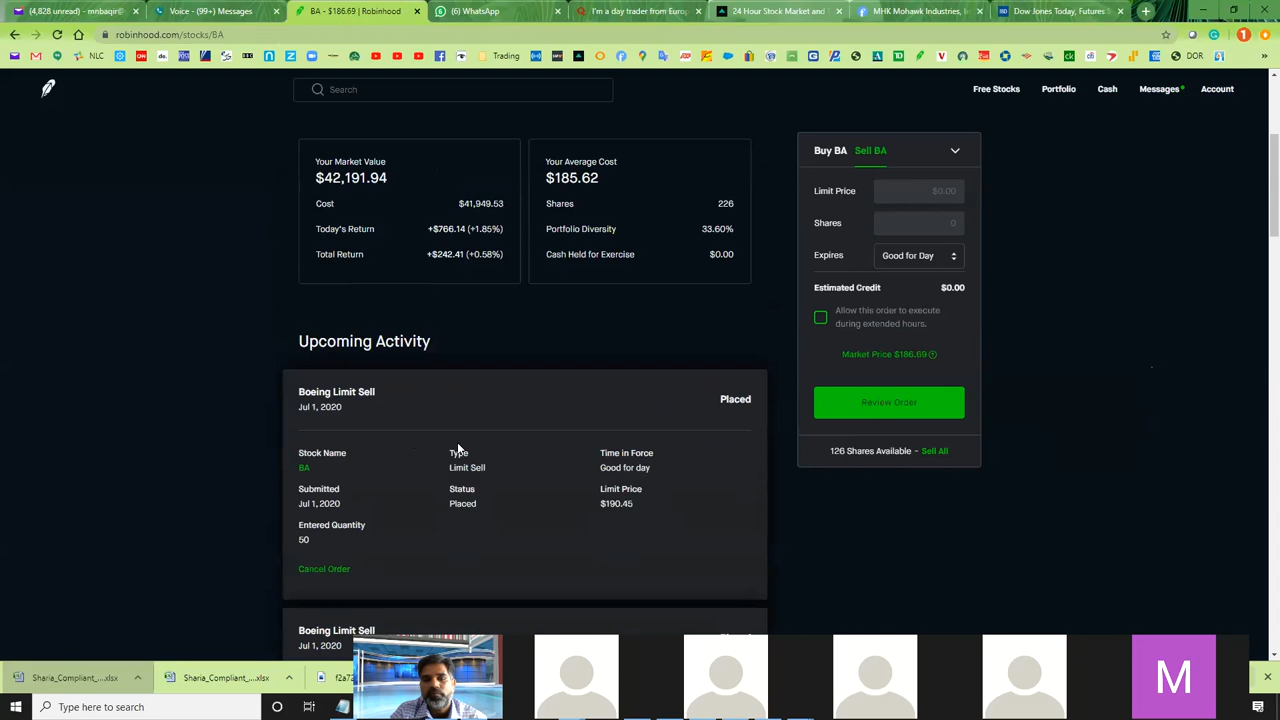 (4,828 unread) - mnbaqir@
Voice - (99+) Messages
BA - $186.69 | Robinhood
(6) WhatsApp
I'm a day trader from Europ
24 Hour Stock Market and
MHK Mohawk Industries,
Dow Jones Today, Futures S
robinhood.com/stocks/BA
NLC
Trading
DOR
Search
Free Stocks
Portfolio
Cash
Messages
Account
Your Market Value
$42,191.94
Cost $41,949.53
Today's Return +$766.14 (+1.85%)
Total Return +$242.41 (+0.58%)
Your Average Cost
$185.62
Shares 226
Portfolio Diversity 33.60%
Cash Held for Exercise $0.00
Buy BA Sell BA
Limit Price $0.00
Shares 0
Expires Good for Day
Estimated Credit $0.00
Allow this order to execute
during extended hours.
Market Price $186.69
Review Order
126 Shares Available - Sell All
Upcoming Activity
Boeing Limit Sell
Jul 1, 2020
Placed
Stock Name
BA
Type
Limit Sell
Time in Force
Good for day
Submitted
Jul 1, 2020
Status
Placed
Limit Price
$190.45
Entered Quantity
50
Cancel Order
Boeing Limit Sell
Jul 1, 2020
Sharia_Compliant_....xlsx
Sharia_Compliant_....xlsx
M
Type here to search